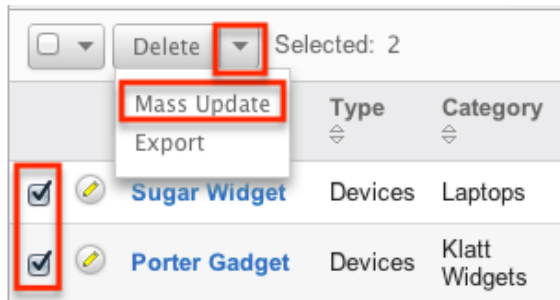 Delete Selected: 2
Mass Update
Export
Type Category
Sugar Widget Devices Laptops
Porter Gadget Devices Klatt
Widgets